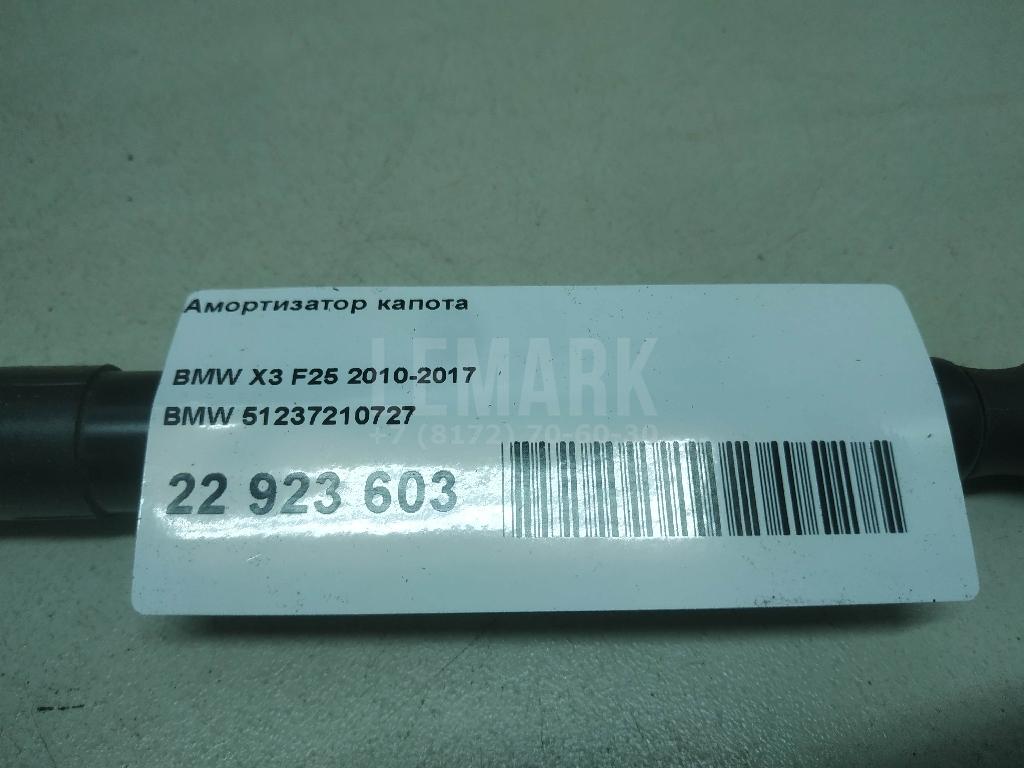 Амортизатор капота
LEMARK
BMW X3 F25 2010-2017
BMW 51237210727
+7 (8172) 70-60-30
22 923 603